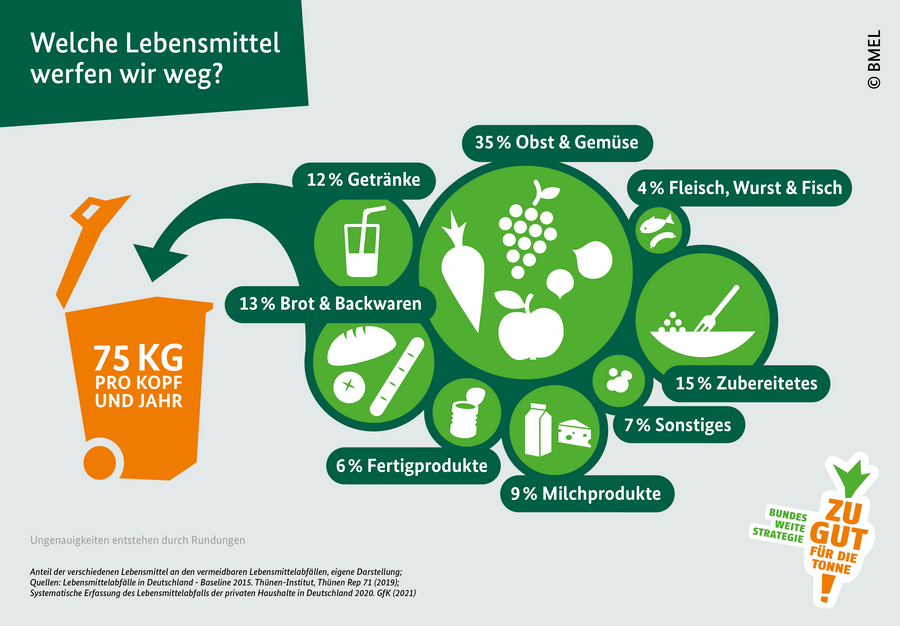 Welche Lebensmittel
werfen wir weg?
© BMEL
35 % Obst & Gemüse
12 % Getränke
4 % Fleisch, Wurst & Fisch
13 % Brot & Backwaren
75 KG
PRO KOPF
UND JAHR
15 % Zubereitetes
7 % Sonstiges
6 % Fertigprodukte
9 % Milchprodukte
BUNDES
WEITE
STRATEGIE
ZU
GUT
FÜR DIE
TONNE
!
Ungenauigkeiten entstehen durch Rundungen
Anteil der verschiedenen Lebensmittel an den vermeidbaren Lebensmittelabfällen, eigene Darstellung;
Quellen: Lebensmittelabfälle in Deutschland - Baseline 2015. Thünen-Institut, Thünen Rep 71 (2019);
Systematische Erfassung des Lebensmittelabfalls der privaten Haushalte in Deutschland 2020. GfK (2021)